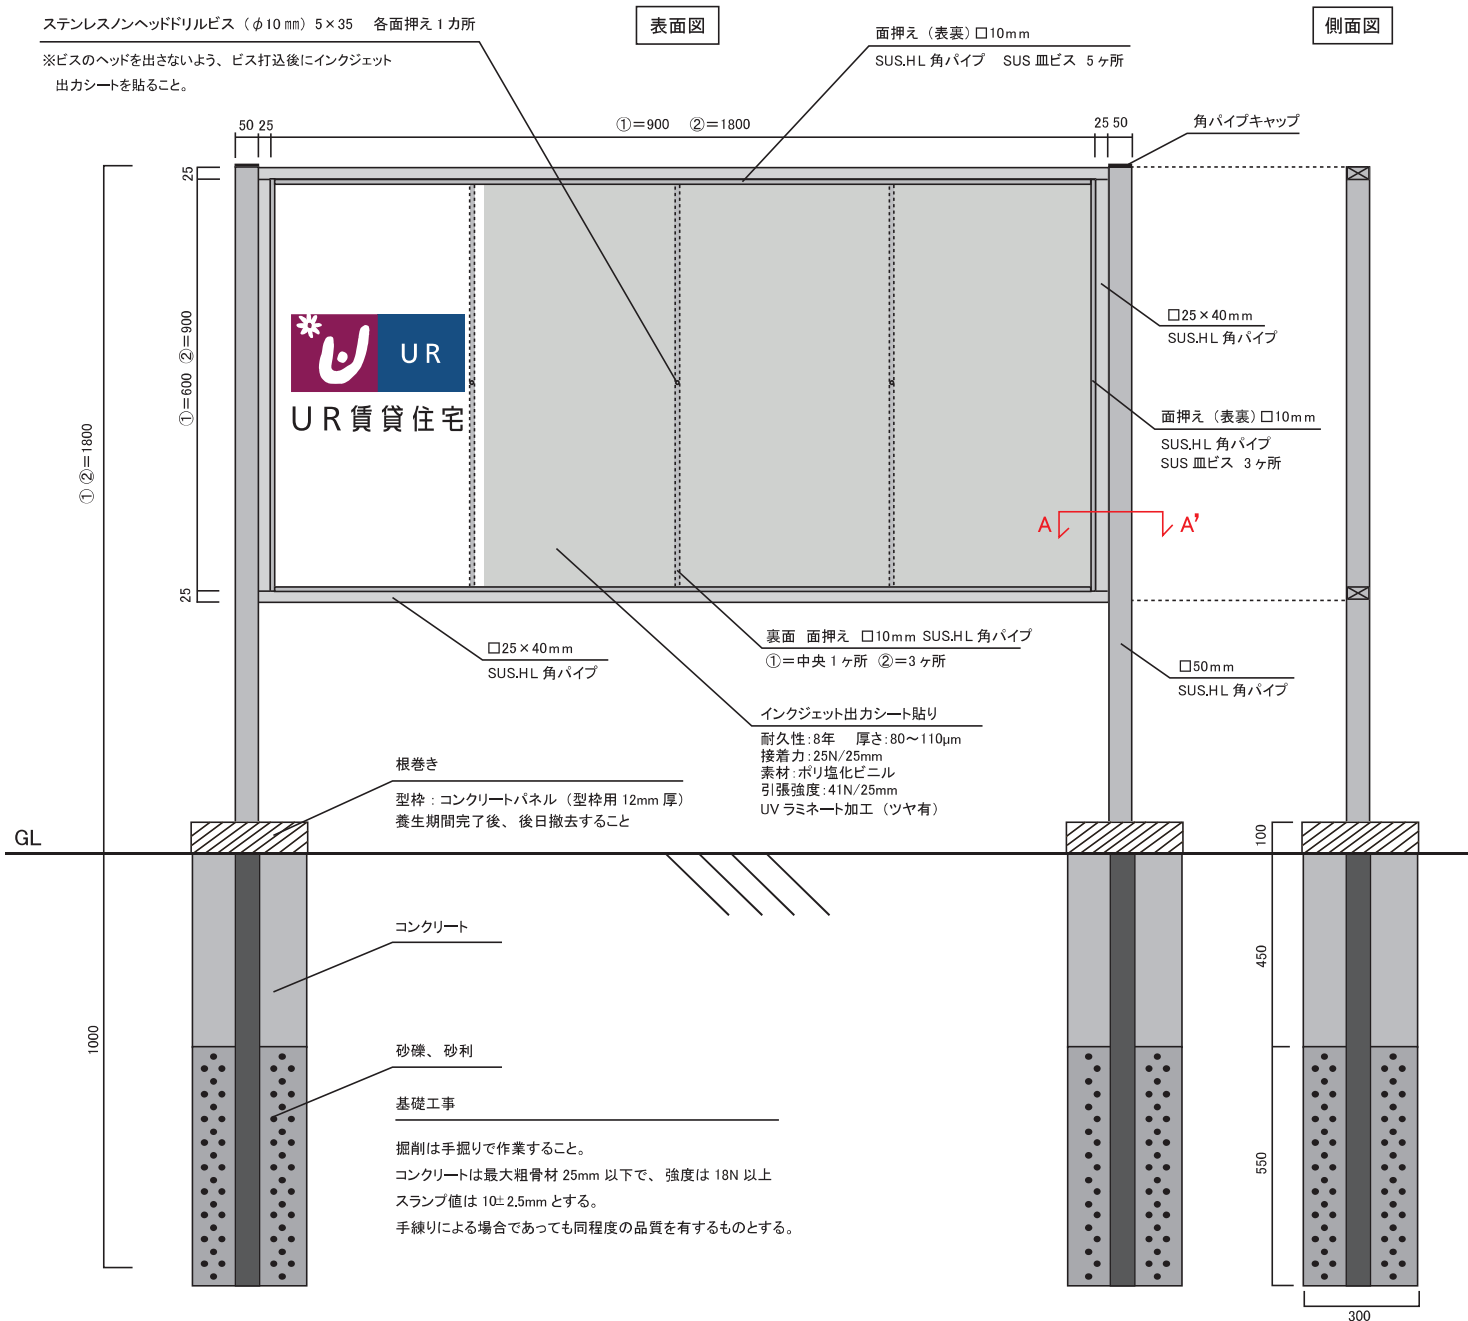 ステンレスノンヘッドドリルビス（φ10㎜）5×35　各面押え1カ所
※ビスのヘッドを出さないよう、ビス打込後にインクジェット
出力シートを貼ること。
表面図
面押え（表裏）□10mm
SUS.HL 角パイプ　SUS 皿ビス 5ヶ所
側面図
角パイプキャップ
50 25
①=900　②=1800
25 50
25
①=600 ②=900
25
①②=1800
1000
UR
UR賃貸住宅
□25×40mm
SUS.HL 角パイプ
面押え（表裏）□10mm
SUS.HL 角パイプ
SUS 皿ビス 3ヶ所
A A'
□25×40mm
SUS.HL 角パイプ
裏面 面押え □10mm SUS.HL 角パイプ
①=中央1ヶ所 ②=3ヶ所
□50mm
SUS.HL 角パイプ
インクジェット出力シート貼り
耐久性:8年　厚さ:80～110μm
接着力:25N/25mm
素材:ポリ塩化ビニル
引張強度:41N/25mm
UVラミネート加工（ツヤ有）
根巻き
型枠：コンクリートパネル（型枠用12mm厚）
養生期間完了後、後日撤去すること
GL
100
450
550
300
コンクリート
砂礫、砂利
基礎工事
掘削は手掘りで作業すること。
コンクリートは最大粗骨材25mm以下で、強度は18N以上
スランプ値は10±2.5mmとする。
手練りによる場合であっても同程度の品質を有するものとする。